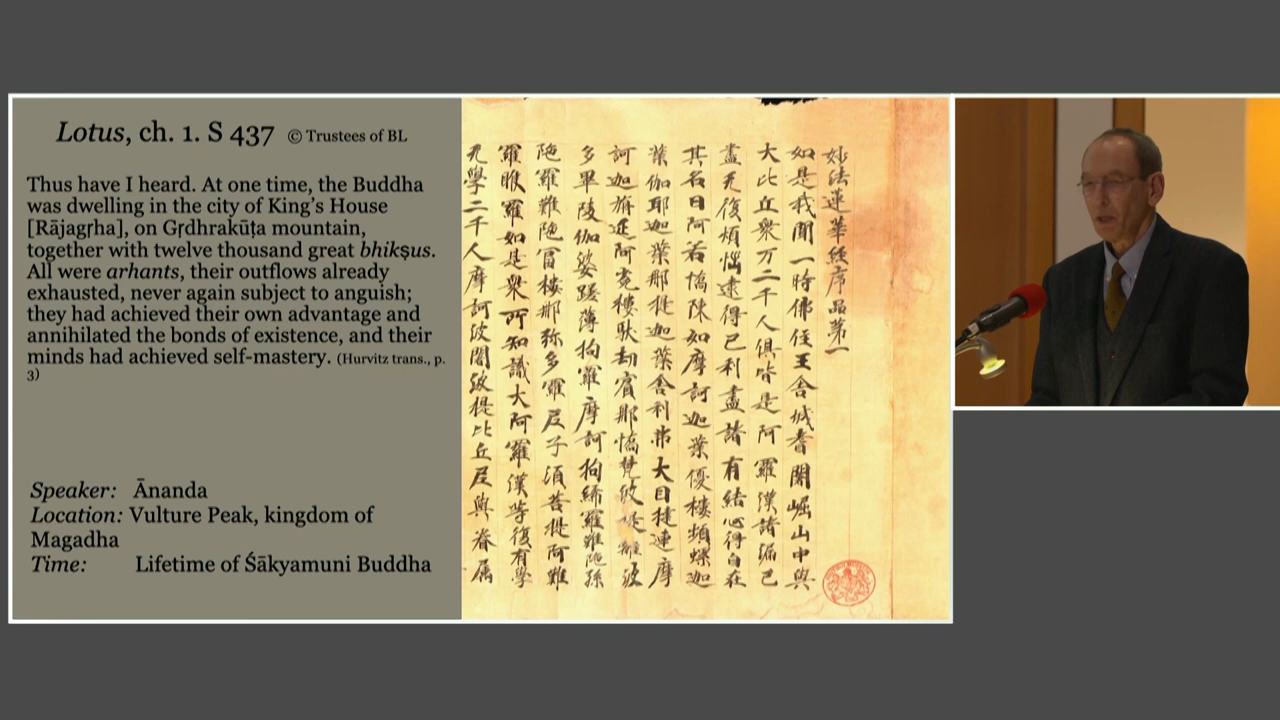 Lotus, ch. 1. S 437 © Trustees of BL
Thus have I heard. At one time, the Buddha
was dwelling in the city of King’s House
[Rājagṛha], on Gṛdhrakūṭa mountain,
together with twelve thousand great bhikṣus.
All were arhants, their outflows already
exhausted, never again subject to anguish;
they had achieved their own advantage and
annihilated the bonds of existence, and their
minds had achieved self-mastery. (Hurvitz trans., p.
3)
Speaker: Ānanda
Location: Vulture Peak, kingdom of
Magadha
Time: Lifetime of Śākyamuni Buddha
妙法蓮華經序品第一
如是我聞一時佛住王舍城耆闍崛山中與
大比丘衆万二千人俱皆是阿羅漢諸漏已
盡无復煩惱逮得己利盡諸有結心得自在
其名曰阿若憍陳如摩訶迦葉優樓頻螺迦
葉伽耶迦葉那提迦葉舍利弗大目揵連摩
訶迦旃延阿㝹樓馱劫賓那憍梵波提離波
多畢陵伽婆蹉薄拘羅摩訶拘絺羅難陁孫
陁羅難陁冨樓那弥多羅尼子須菩提阿難
羅睺羅如是衆所知識大阿羅漢等復有學
无學二千人摩訶波闍波提比丘尼與眷属